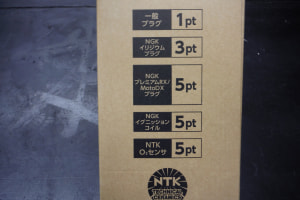 一般
プラグ
1pt
NGK
イリジウム
プラグ
3pt
NGK
プレミアムRX/
MotoDX
プラグ
5pt
NGK
イグニッション
コイル
5pt
NTK
O₂センサ
5pt
NTK
TECHNICAL
CERAMICS